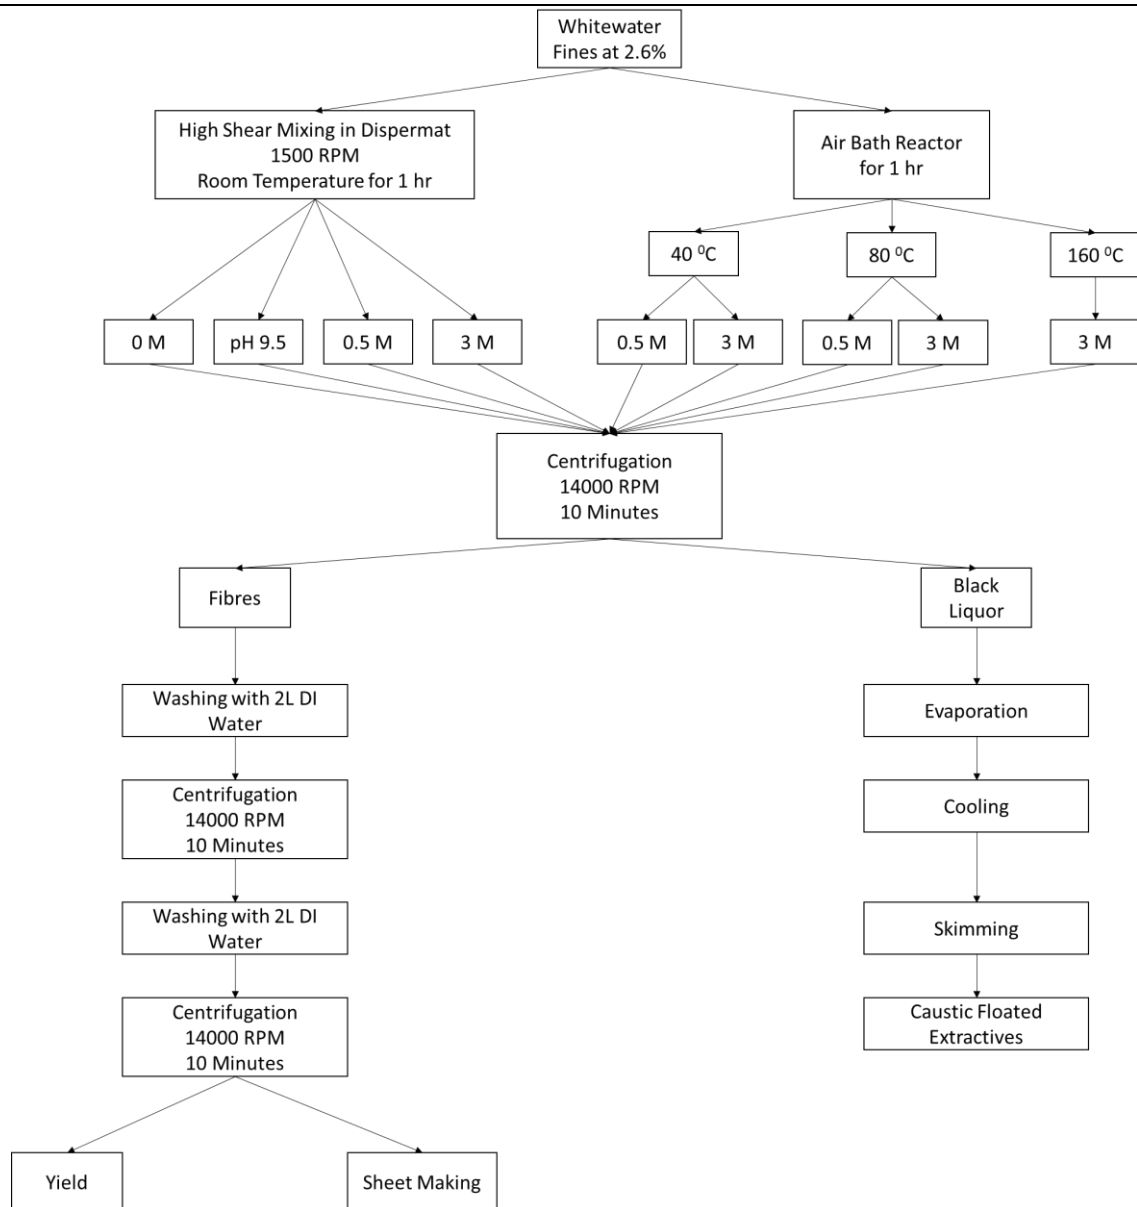 Whitewater
Fines at 2.6%
High Shear Mixing in Dispermat
1500 RPM
Room Temperature for 1 hr
Air Bath Reactor
for 1 hr
40 ⁰C
80 ⁰C
160 ⁰C
0 M
pH 9.5
0.5 M
3 M
0.5 M
3 M
0.5 M
3 M
3 M
Centrifugation
14000 RPM
10 Minutes
Fibres
Black
Liquor
Washing with 2L DI
Water
Evaporation
Centrifugation
14000 RPM
10 Minutes
Cooling
Washing with 2L DI
Water
Skimming
Centrifugation
14000 RPM
10 Minutes
Caustic Floated
Extractives
Yield
Sheet Making